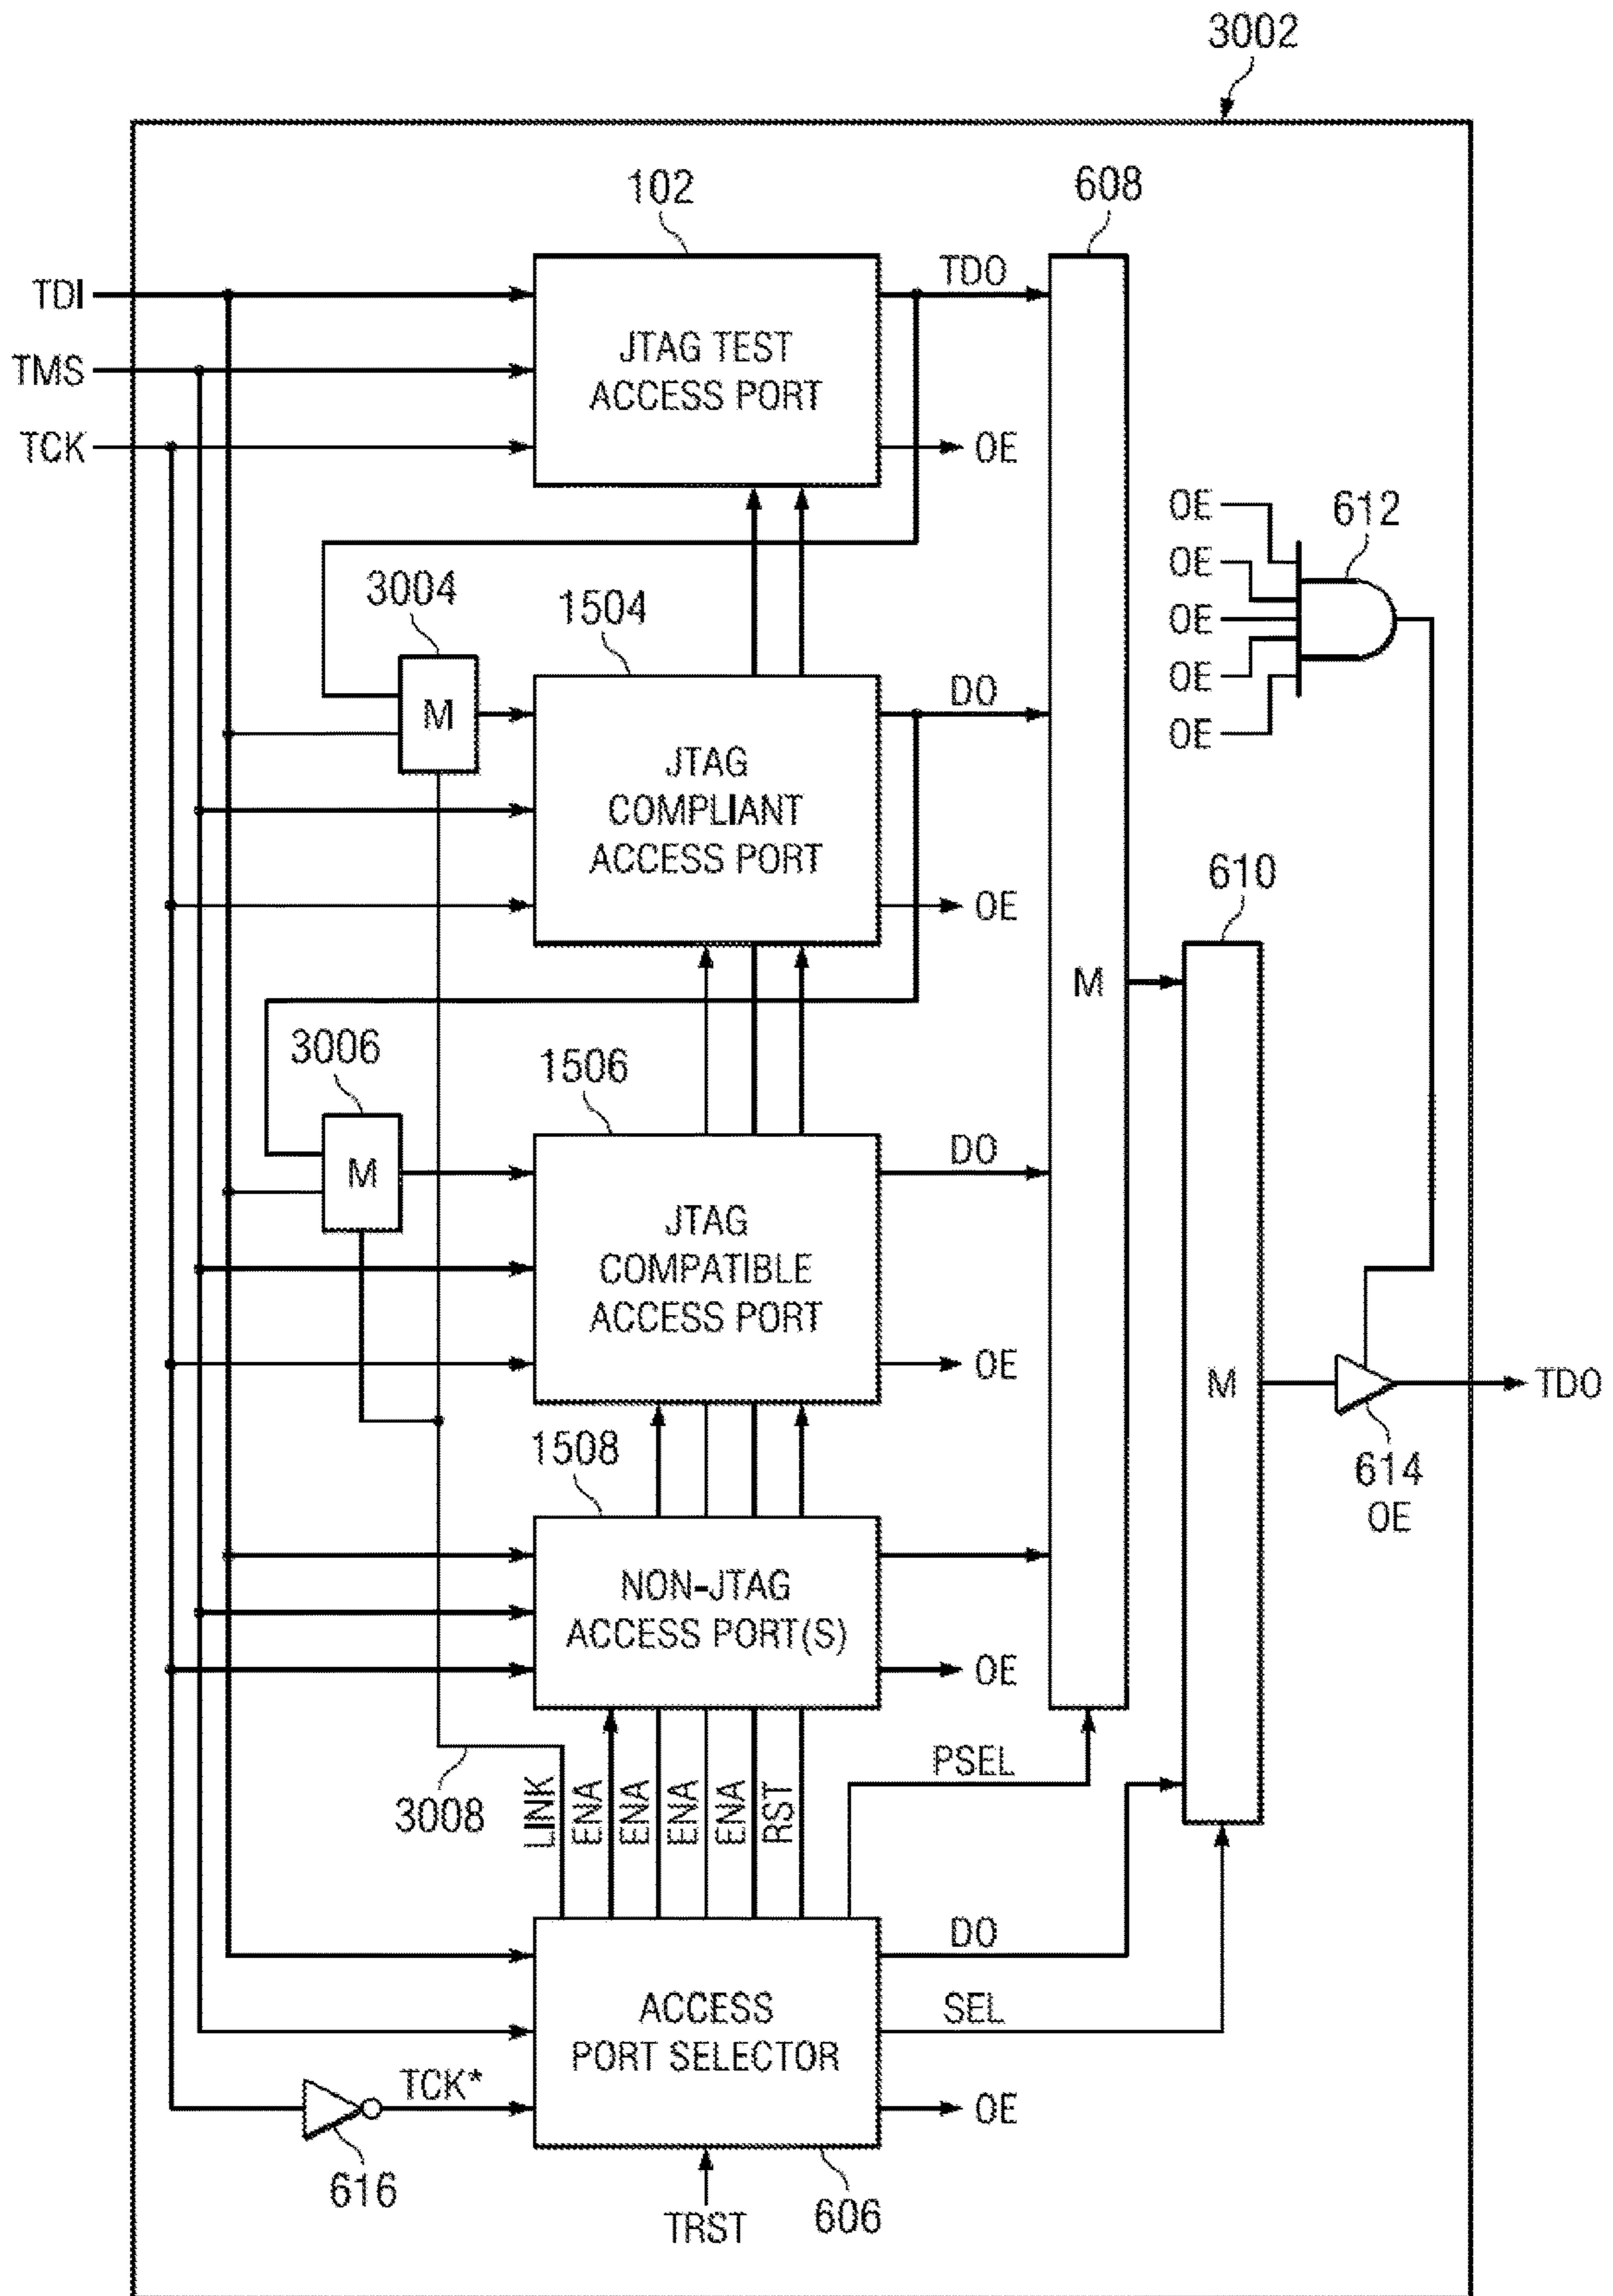 3002
102
608
TDI
TDO
TMS
JTAG TEST
ACCESS PORT
TCK
OE
OE
612
OE
OE
OE
OE
3004
1504
M
DO
JTAG
COMPLIANT
ACCESS PORT
OE
610
M
3006
1506
M
DO
JTAG
COMPATIBLE
ACCESS PORT
OE
M
TDO
614
OE
1508
NON-JTAG
ACCESS PORT(S)
OE
3008
LINK
ENA
ENA
ENA
ENA
RST
PSEL
DO
ACCESS
PORT SELECTOR
SEL
TCK*
OE
616
TRST
606